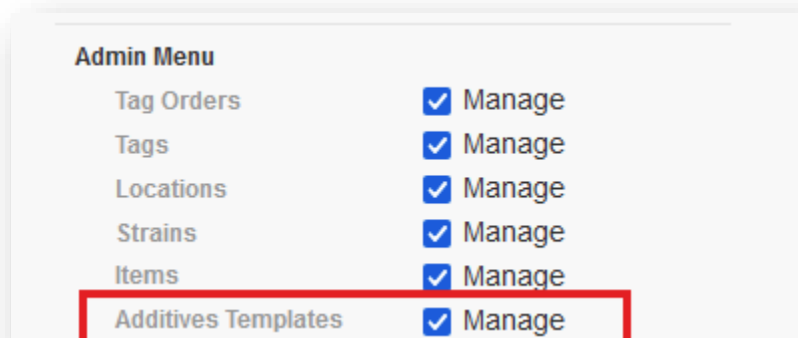 Admin Menu
Tag Orders Manage
Tags Manage
Locations Manage
Strains Manage
Items Manage
Additives Templates Manage